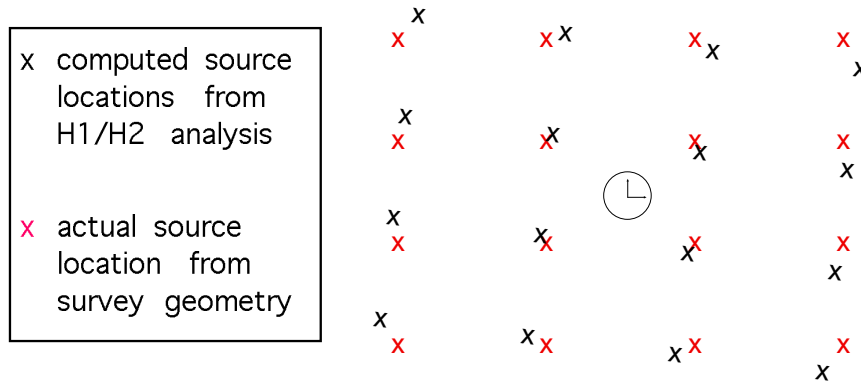 x computed source
locations from
H1/H2 analysis
x actual source
location from
survey geometry